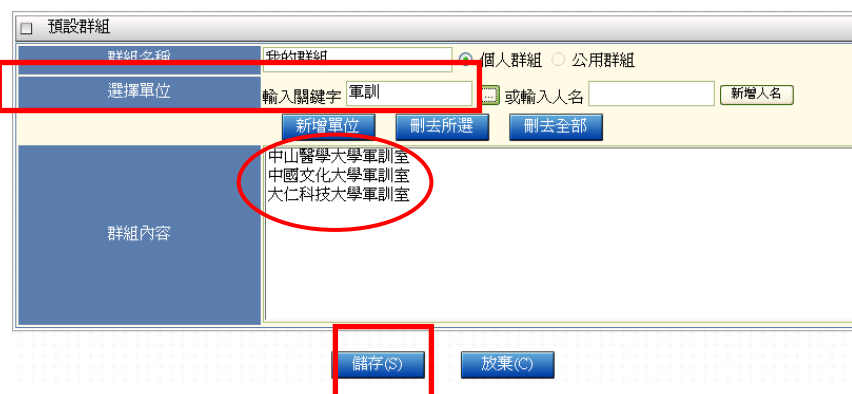 預設群組
群組名稱 我的群組 個人群組 公用群組
選擇單位 輸入關鍵字 軍訓 ... 或輸入人名 新增人名
新增單位 刪去所選 刪去全部
中山醫學大學軍訓室
中國文化大學軍訓室
大仁科技大學軍訓室
群組內容
儲存(S) 放棄(C)